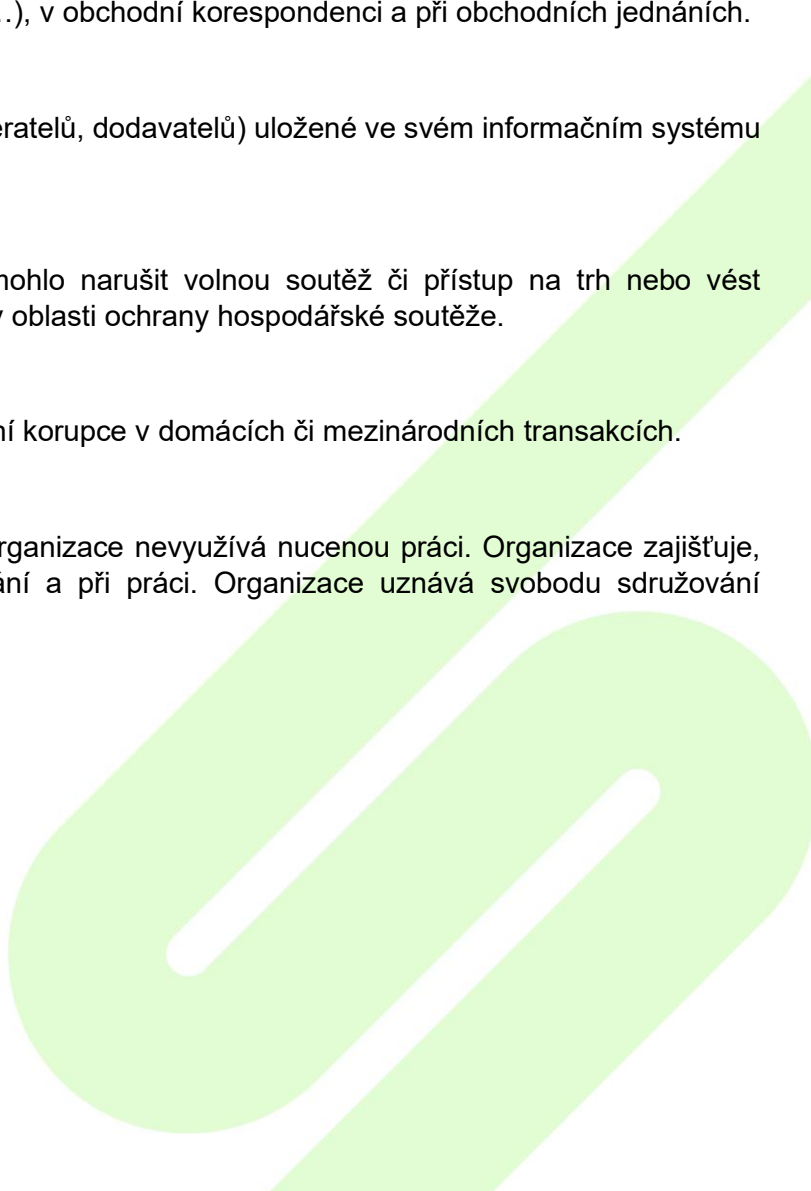 …), v obchodní korespondenci a při obchodních jednáních.
eratelů, dodavatelů) uložené ve svém informačním systému
mohlo narušit volnou soutěž či přístup na trh nebo vést
v oblasti ochrany hospodářské soutěže.
ní korupce v domácích či mezinárodních transakcích.
rganizace nevyužívá nucenou práci. Organizace zajišťuje,
ání a při práci. Organizace uznává svobodu sdružování